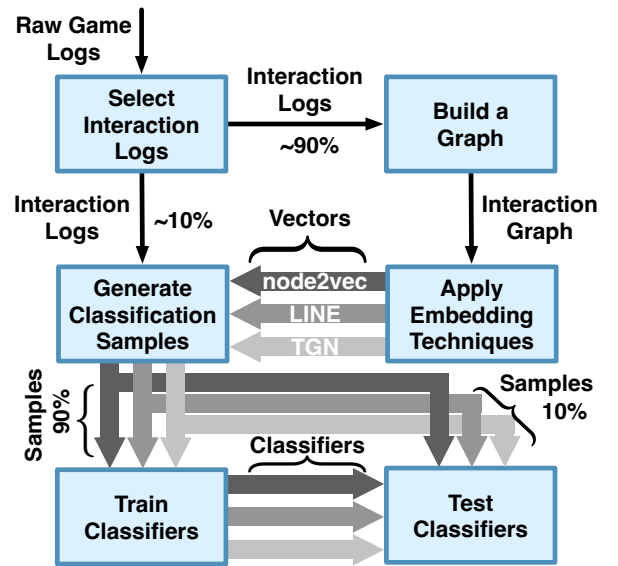 Raw Game
Logs
Select
Interaction
Logs
Interaction
Logs
~90%
Build a
Graph
Interaction
Logs
~10%
Vectors
Interaction
Graph
Generate
Classification
Samples
node2vec
LINE
TGN
Apply
Embedding
Techniques
Samples
90%
Samples
10%
Classifiers
Train
Classifiers
Test
Classifiers